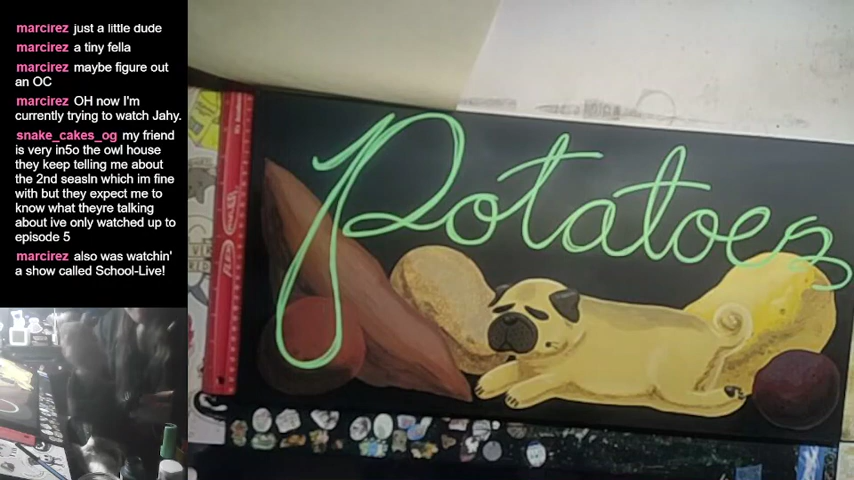 marcirez just a little dude
marcirez a tiny fella
marcirez maybe figure out
an OC
marcirez OH now I'm
currently trying to watch Jahy.
snake_cakes_og my friend
is very in5o the owl house
they keep telling me about
the 2nd seasln which im fine
with but they expect me to
know what theyre talking
about ive only watched up to
episode 5
marcirez also was watchin'
a show called School-Live!
Potatoes